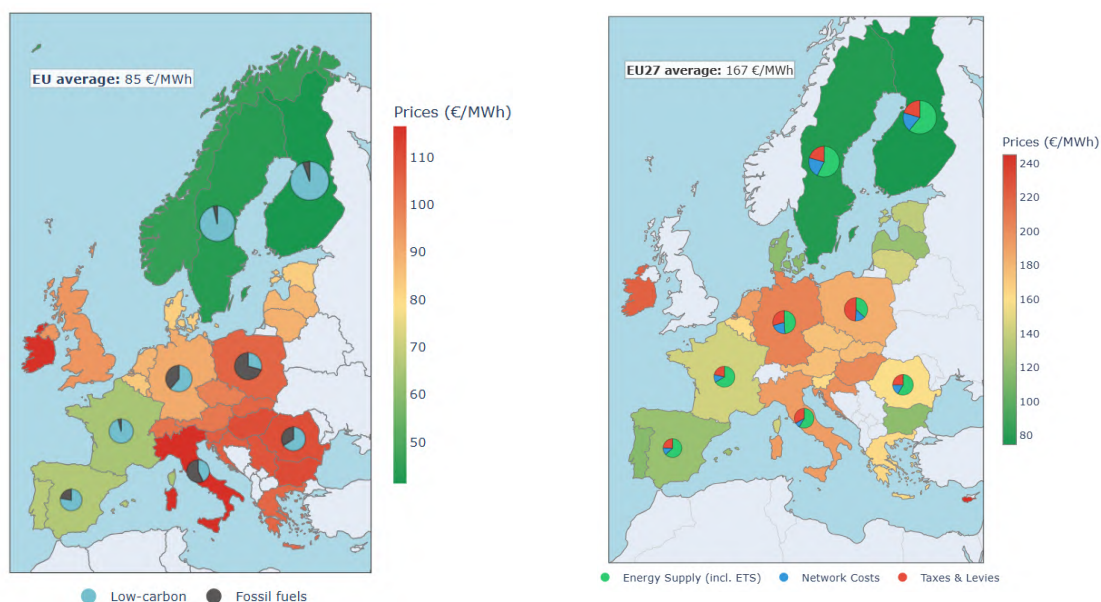 EU average: 85 €/MWh
Prices (€/MWh)
110
100
90
80
70
60
50
Low-carbon
Fossil fuels
EU27 average: 167 €/MWh
Prices (€/MWh)
240
220
200
180
160
140
120
100
80
Energy Supply (incl. ETS)
Network Costs
Taxes & Levies